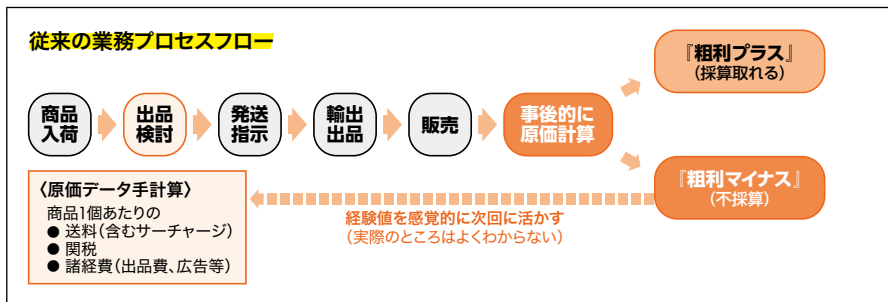 従来の業務プロセスフロー
商品
入荷
出品
検討
発送
指示
輸出
出品
販売
事後的に
原価計算
『粗利プラス』
(採算取れる)
『粗利マイナス』
(不採算)
〈原価データ手計算〉
商品1個あたりの
● 送料(含むサーチャージ)
● 関税
● 諸経費(出品費、広告等)
経験値を感覚的に次回に活かす
(実際のところはよくわからない)